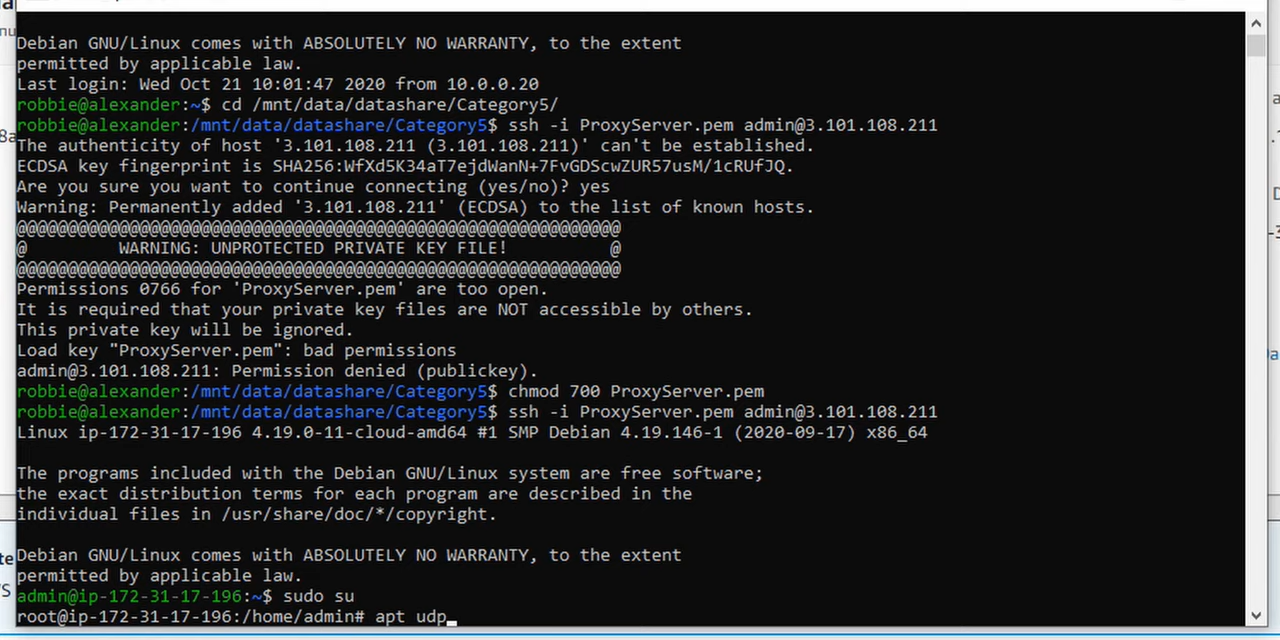 Debian GNU/Linux comes with ABSOLUTELY NO WARRANTY, to the extent
permitted by applicable law.
Last login: Wed Oct 21 10:01:47 2020 from 10.0.0.20
robbie@alexander:~$ cd /mnt/data/datashare/Category5/
robbie@alexander:/mnt/data/datashare/Category5$ ssh -i ProxyServer.pem admin@3.101.108.211
The authenticity of host '3.101.108.211 (3.101.108.211)' can't be established.
ECDSA key fingerprint is SHA256:WfXd5K34aT7ejdWanN+7FvGDScwZUR57usM/1cRUfJQ.
Are you sure you want to continue connecting (yes/no)? yes
Warning: Permanently added '3.101.108.211' (ECDSA) to the list of known hosts.
@@@@@@@@@@@@@@@@@@@@@@@@@@@@@@@@@@@@@@@@@@@@@@@@@@@@@@@@@@@
@         WARNING: UNPROTECTED PRIVATE KEY FILE!          @
@@@@@@@@@@@@@@@@@@@@@@@@@@@@@@@@@@@@@@@@@@@@@@@@@@@@@@@@@@@
Permissions 0766 for 'ProxyServer.pem' are too open.
It is required that your private key files are NOT accessible by others.
This private key will be ignored.
Load key "ProxyServer.pem": bad permissions
admin@3.101.108.211: Permission denied (publickey).
robbie@alexander:/mnt/data/datashare/Category5$ chmod 700 ProxyServer.pem
robbie@alexander:/mnt/data/datashare/Category5$ ssh -i ProxyServer.pem admin@3.101.108.211
Linux ip-172-31-17-196 4.19.0-11-cloud-amd64 #1 SMP Debian 4.19.146-1 (2020-09-17) x86_64
The programs included with the Debian GNU/Linux system are free software;
the exact distribution terms for each program are described in the
individual files in /usr/share/doc/*/copyright.
Debian GNU/Linux comes with ABSOLUTELY NO WARRANTY, to the extent
permitted by applicable law.
admin@ip-172-31-17-196:~$ sudo su
root@ip-172-31-17-196:/home/admin# apt udp